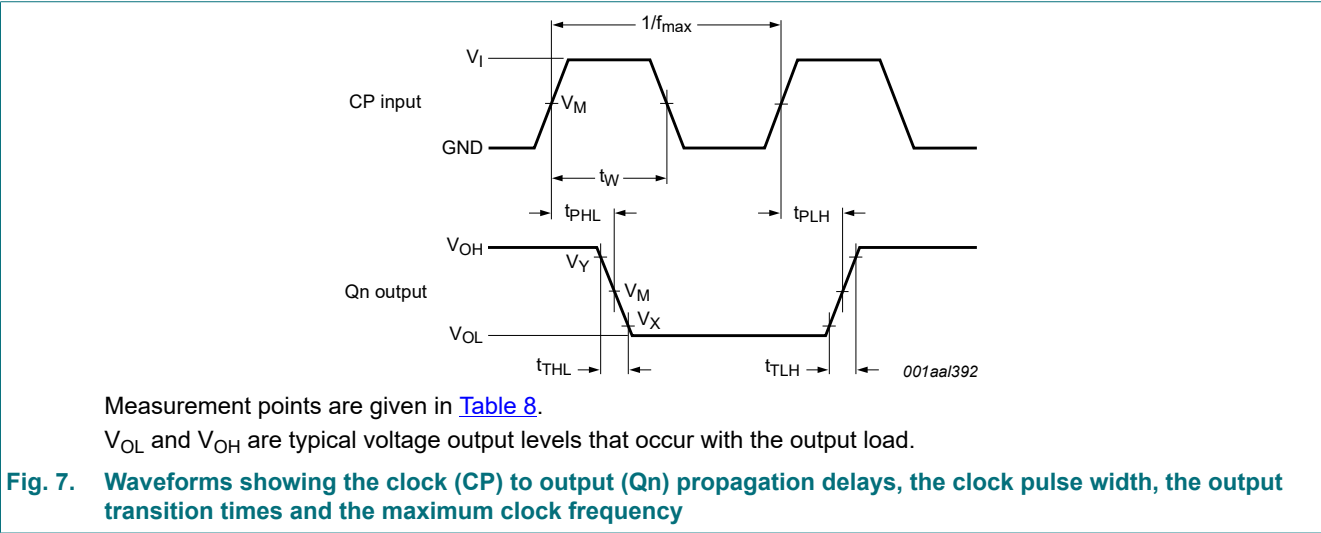 1/fmax
VI
CP input
VM
GND
tW
tPHL
tPLH
VOH
VY
Qn output
VM
VX
VOL
tTHL
tTLH
001aal392
Measurement points are given in Table 8.
VOL and VOH are typical voltage output levels that occur with the output load.
Fig. 7. Waveforms showing the clock (CP) to output (Qn) propagation delays, the clock pulse width, the output
transition times and the maximum clock frequency